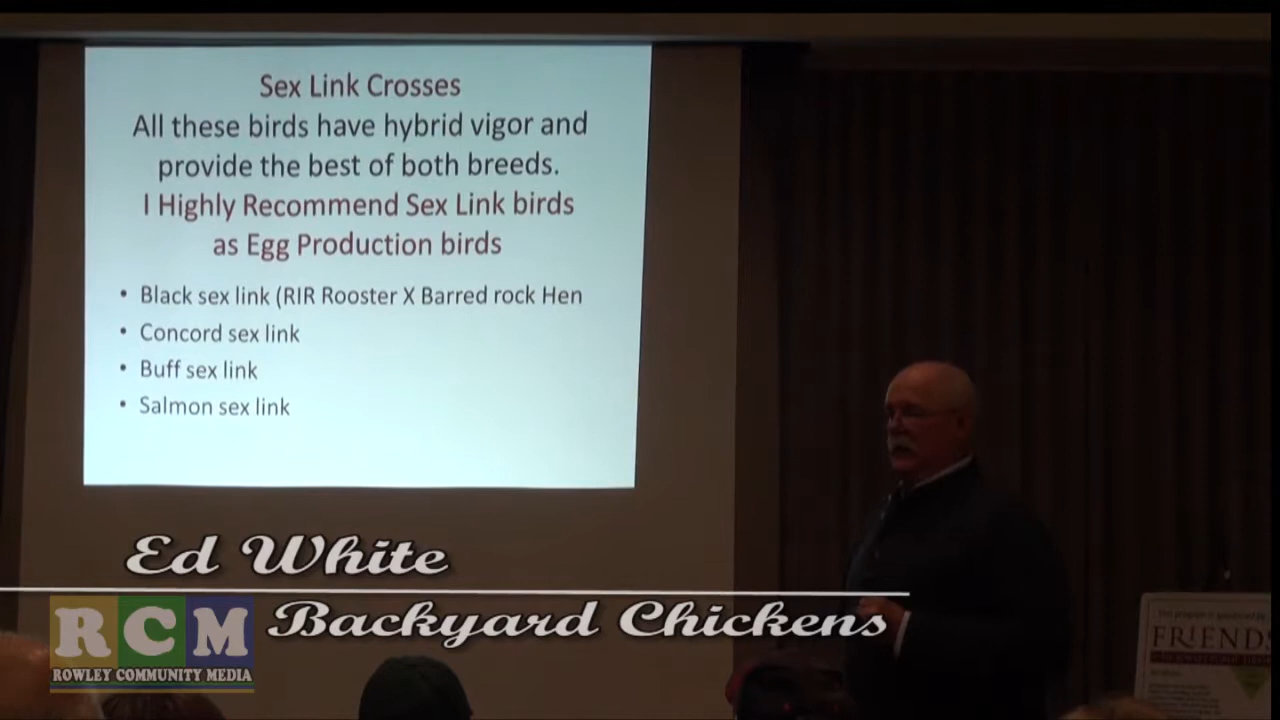 Sex Link Crosses
All these birds have hybrid vigor and
provide the best of both breeds.
I Highly Recommend Sex Link birds
as Egg Production birds
• Black sex link (RIR Rooster X Barred rock Hen
• Concord sex link
• Buff sex link
• Salmon sex link
Ed White
Backyard Chickens
RCM
ROWLEY COMMUNITY MEDIA
FRIENDS